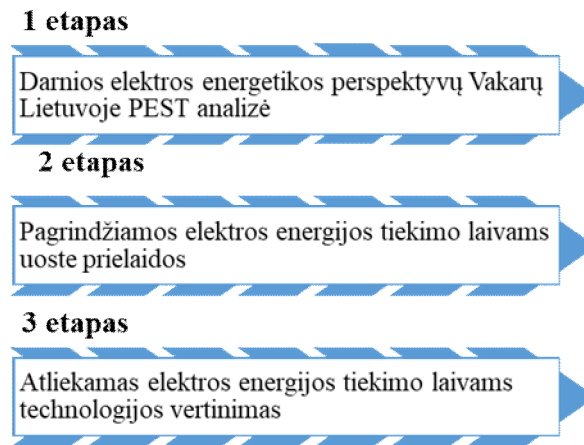 1 etapas
Darnios elektros energetikos perspektyvų Vakarų
Lietuvoje PEST analizė
2 etapas
Pagrindžiamos elektros energijos tiekimo laivams
uoste prielaidos
3 etapas
Atliekamas elektros energijos tiekimo laivams
technologijos vertinimas